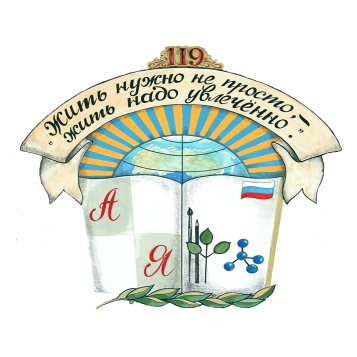 119
„Жить нужно не просто –
жить надо увлечённо."
А
Я